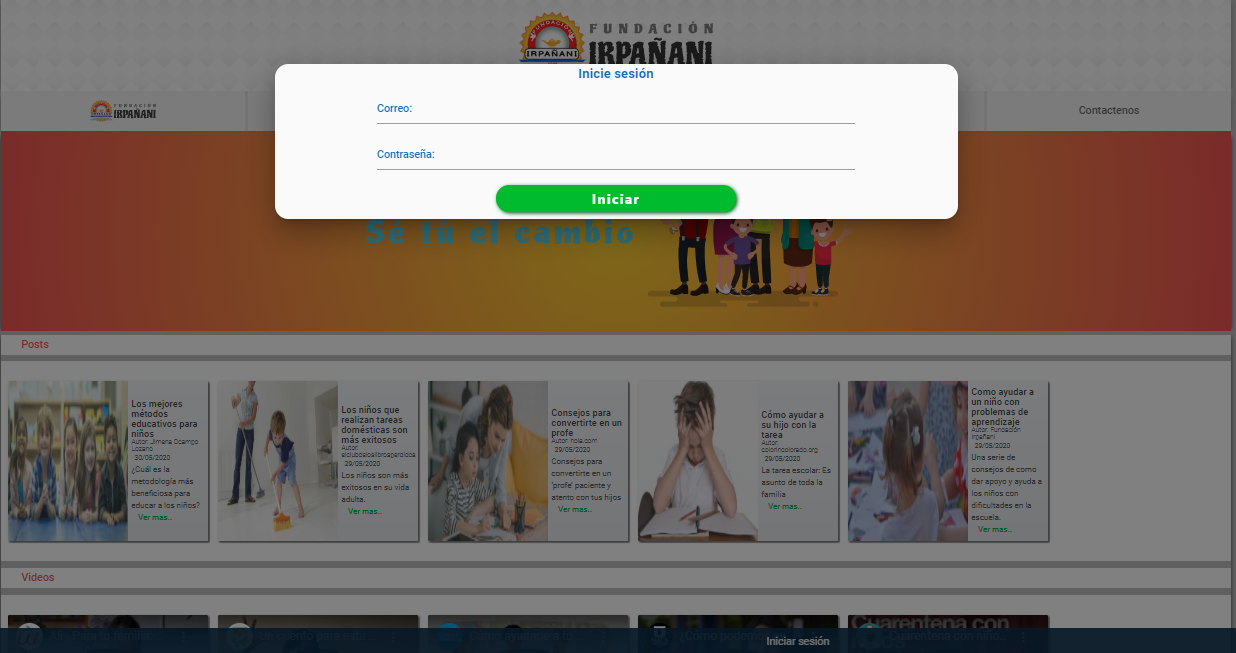 FUNDACIÓN
IRPAÑANI
FUNDACIÓN
IRPAÑANI
Inicie sesión
Correo:
Contraseña:
Iniciar
FUNDACIÓN
IRPAÑANI
Contactenos
Sé tú el cambio
Posts
Los mejores
métodos
educativos para
niños
Autor: Jimena Ocampo
Lozano
30/05/2020
¿Cuál es la
metodología más
beneficiosa para
educar a los niños?
Ver mas..
Los niños que
realizan tareas
domésticas son
más exitosos
Autor:
29/05/2020
Los niños son más
exitosos en su vida
adulta.
Ver mas..
Consejos para
convertirte en un
profe
Autor: hola.com
29/05/2020
Consejos para
convertirte en un
'profe' paciente y
atento con tus hijos
Ver mas..
Cómo ayudar a
su hijo con la
tarea
Autor:
colorincolorado.org
29/05/2020
La tarea escolar: Es
asunto de toda la
familia
Ver mas..
Como ayudar a
un niño con
problemas de
aprendizaje
Autor: Fundación
Irpañani
29/05/2020
Una serie de
consejos de como
dar apoyo y ayuda a
los niños con
dificultades en la
escuela.
Ver mas..
Videos
Cuarentena con
Cuarentena con niño...
Iniciar sesión